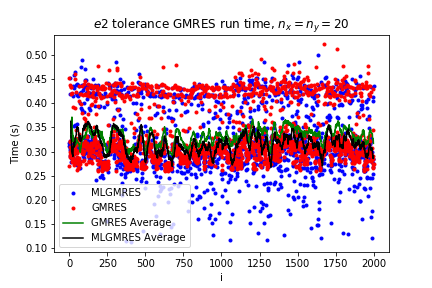 e2 tolerance GMRES run time, nₓ = nᵧ = 20
Time (s)
0.50
0.45
0.40
0.35
0.30
0.25
0.20
0.15
0.10
MLGMRES
GMRES
GMRES Average
MLGMRES Average
0 250 500 750 1000 1250 1500 1750 2000
i